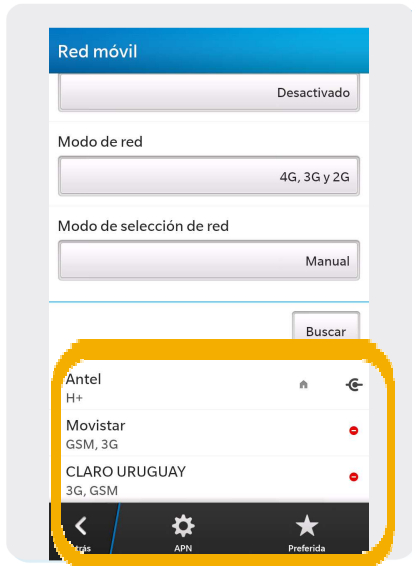 Red móvil
Desactivado
Modo de red
4G, 3G y 2G
Modo de selección de red
Manual
Buscar
Antel
H+
Movistar
GSM, 3G
CLARO URUGUAY
3G, GSM
trás
APN
Preferida